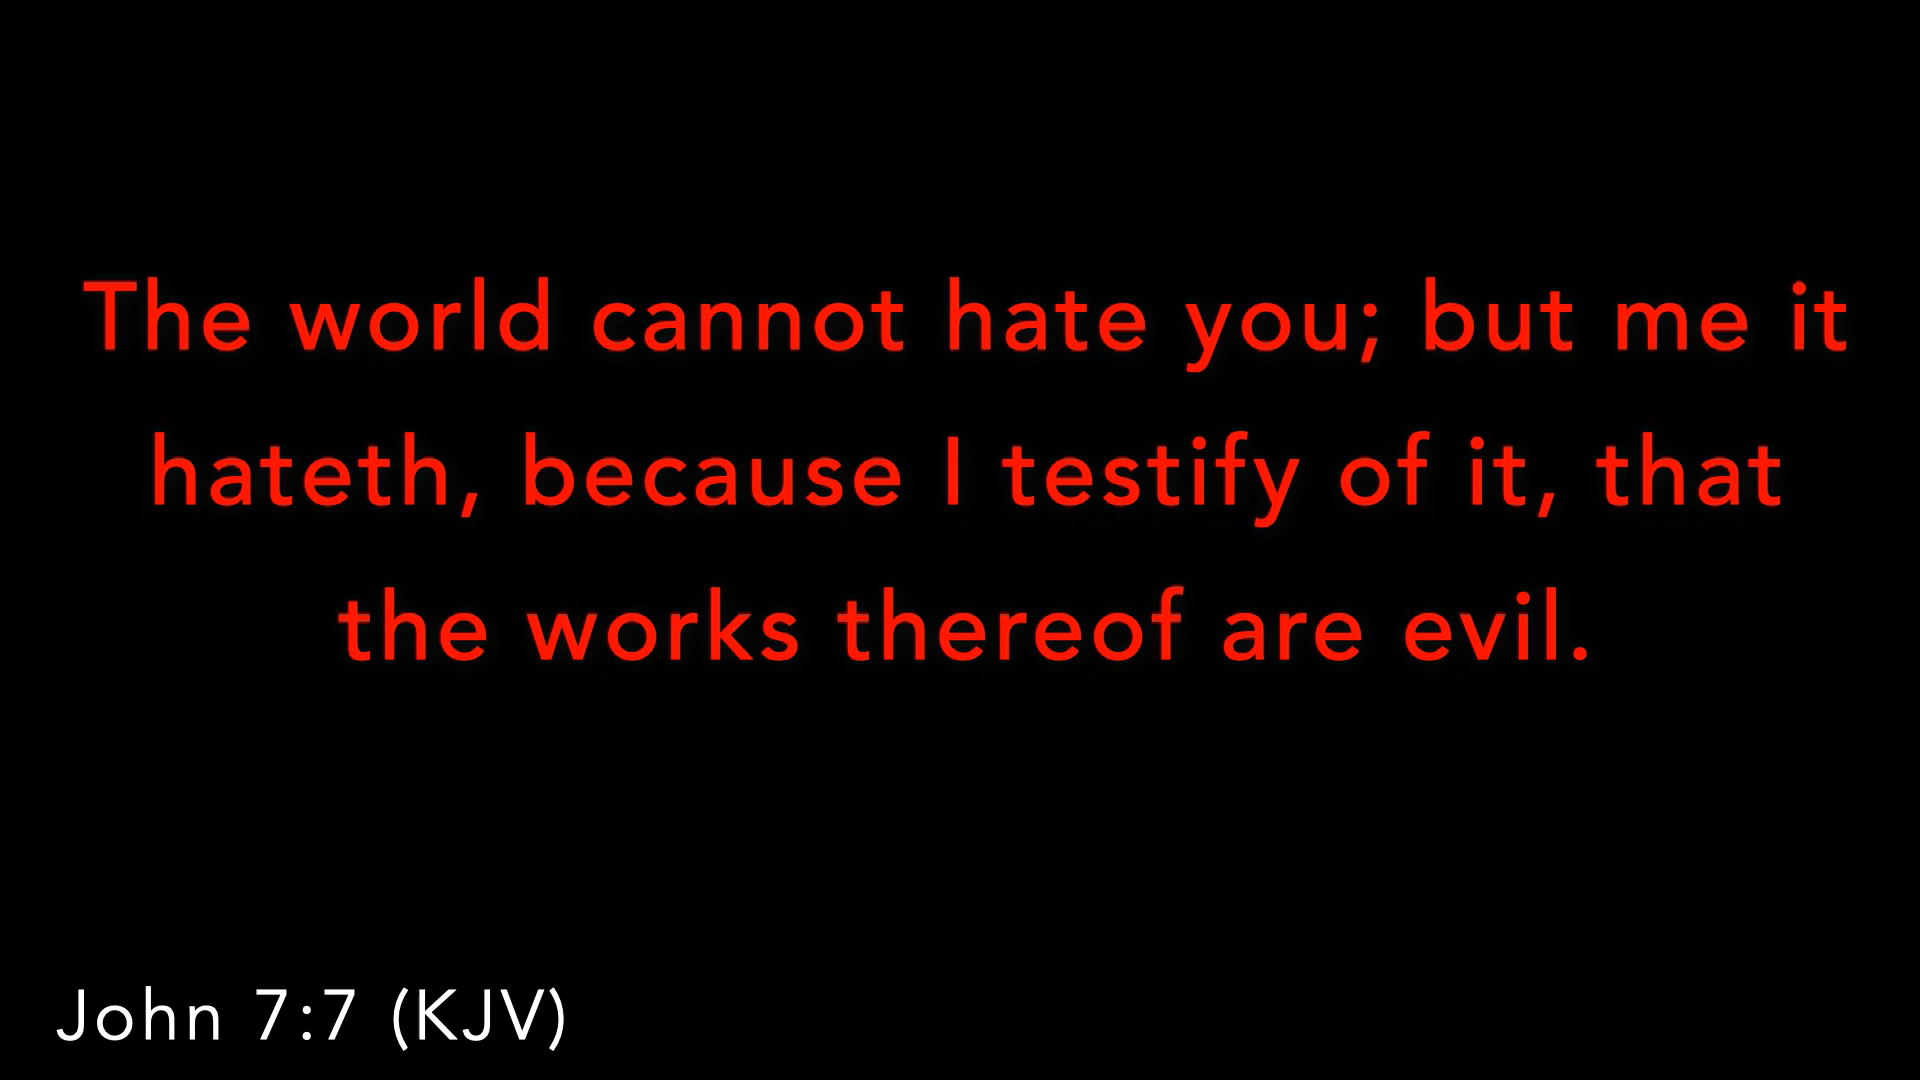 The world cannot hate you; but me it
hateth, because I testify of it, that
the works thereof are evil.
John 7:7 (KJV)